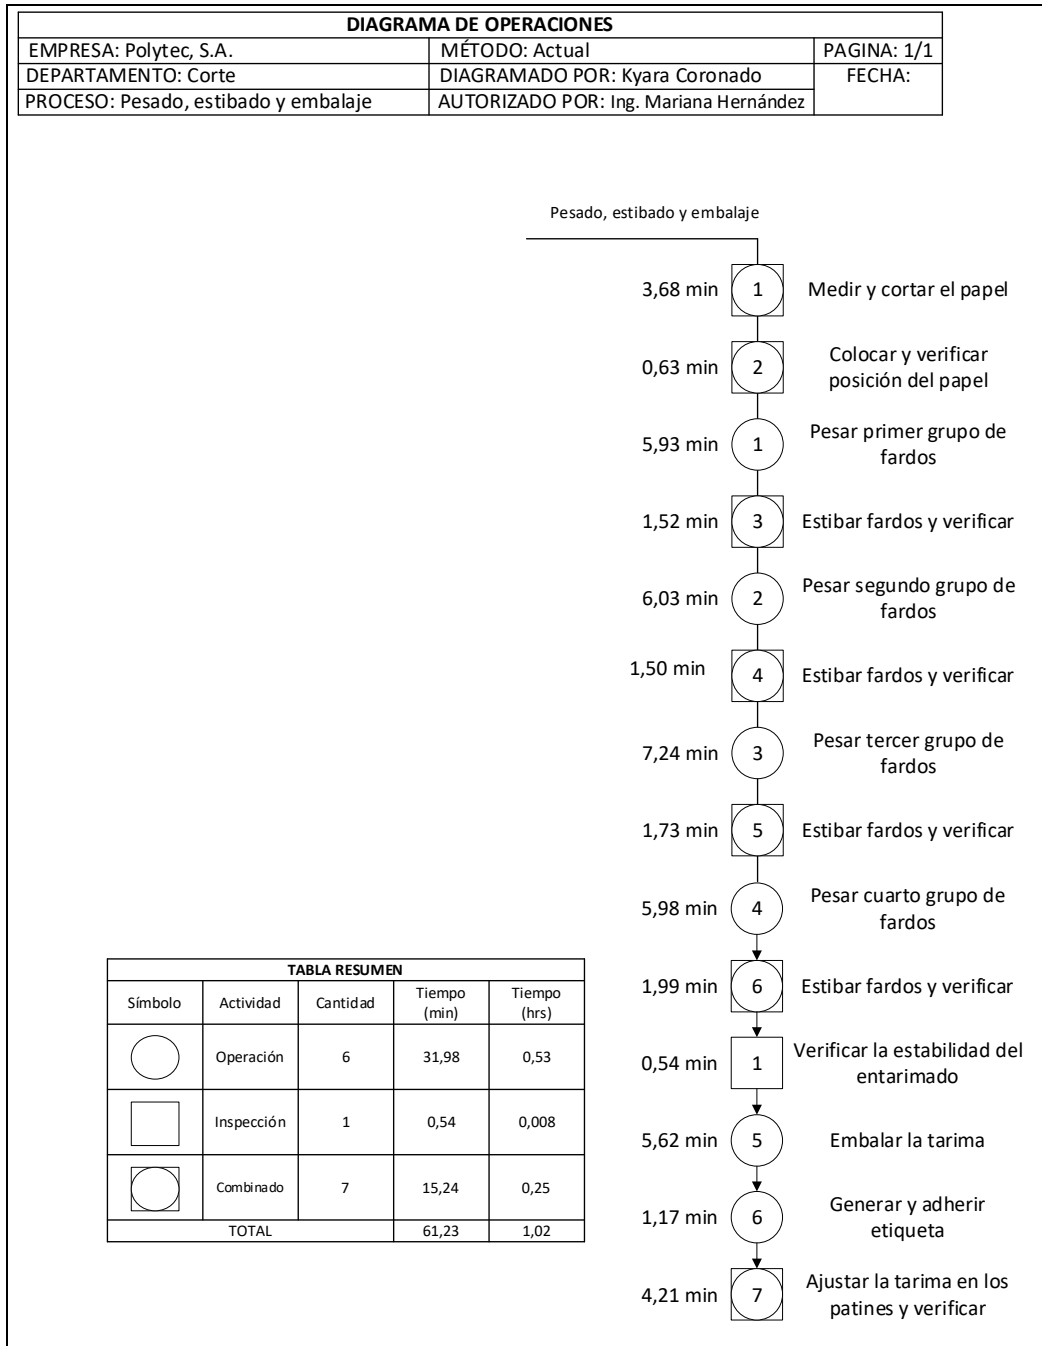 DIAGRAMA DE OPERACIONES
EMPRESA: Polytec, S.A. MÉTODO: Actual PAGINA: 1/1
DEPARTAMENTO: Corte DIAGRAMADO POR: Kyara Coronado FECHA:
PROCESO: Pesado, estibado y embalaje AUTORIZADO POR: Ing. Mariana Hernández
Pesado, estibado y embalaje
3,68 min 1 Medir y cortar el papel
0,63 min 2 Colocar y verificar
posición del papel
5,93 min 1 Pesar primer grupo de
fardos
1,52 min 3 Estibar fardos y verificar
6,03 min 2 Pesar segundo grupo de
fardos
1,50 min 4 Estibar fardos y verificar
7,24 min 3 Pesar tercer grupo de
fardos
1,73 min 5 Estibar fardos y verificar
5,98 min 4 Pesar cuarto grupo de
fardos
1,99 min 6 Estibar fardos y verificar
0,54 min 1 Verificar la estabilidad del
entarimado
5,62 min 5 Embalar la tarima
1,17 min 6 Generar y adherir
etiqueta
4,21 min 7 Ajustar la tarima en los
patines y verificar
TABLA RESUMEN
Símbolo Actividad Cantidad Tiempo (min) Tiempo (hrs)
Operación 6 31,98 0,53
Inspección 1 0,54 0,008
Combinado 7 15,24 0,25
TOTAL 61,23 1,02